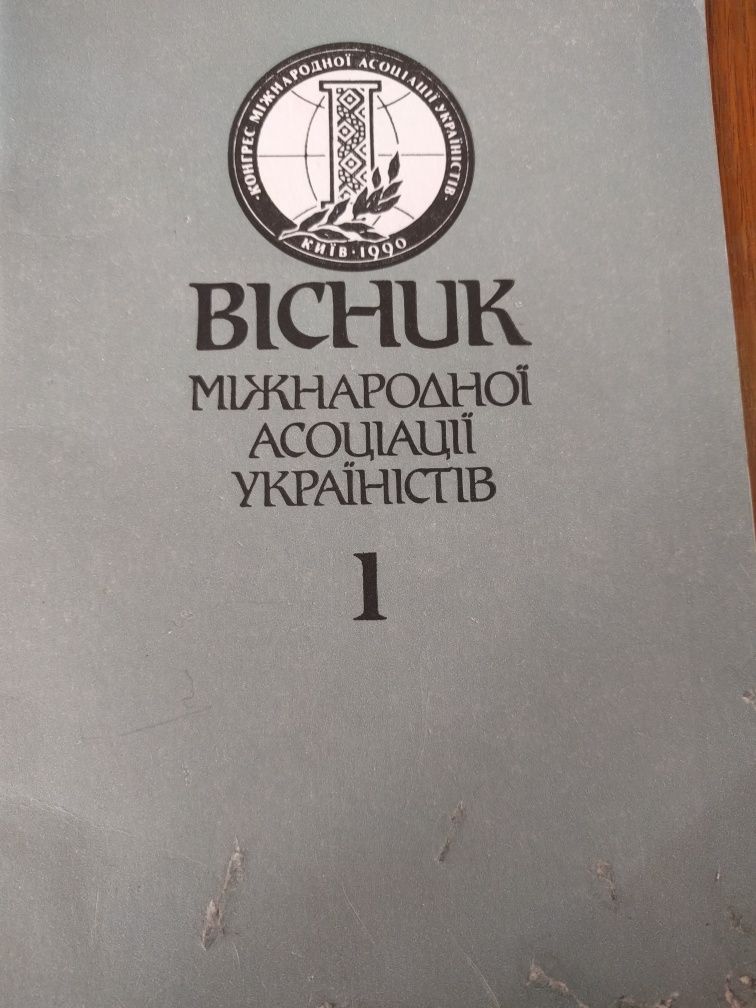 · КОНГРЕС МІЖНАРОДНОЇ АСОЦІАЦІЇ УКРАЇНІСТІВ ·
КИЇВ · 1990
ВІСНИК
МІЖНАРОДНОЇ
АСОЦІАЦІЇ
УКРАЇНІСТІВ
1